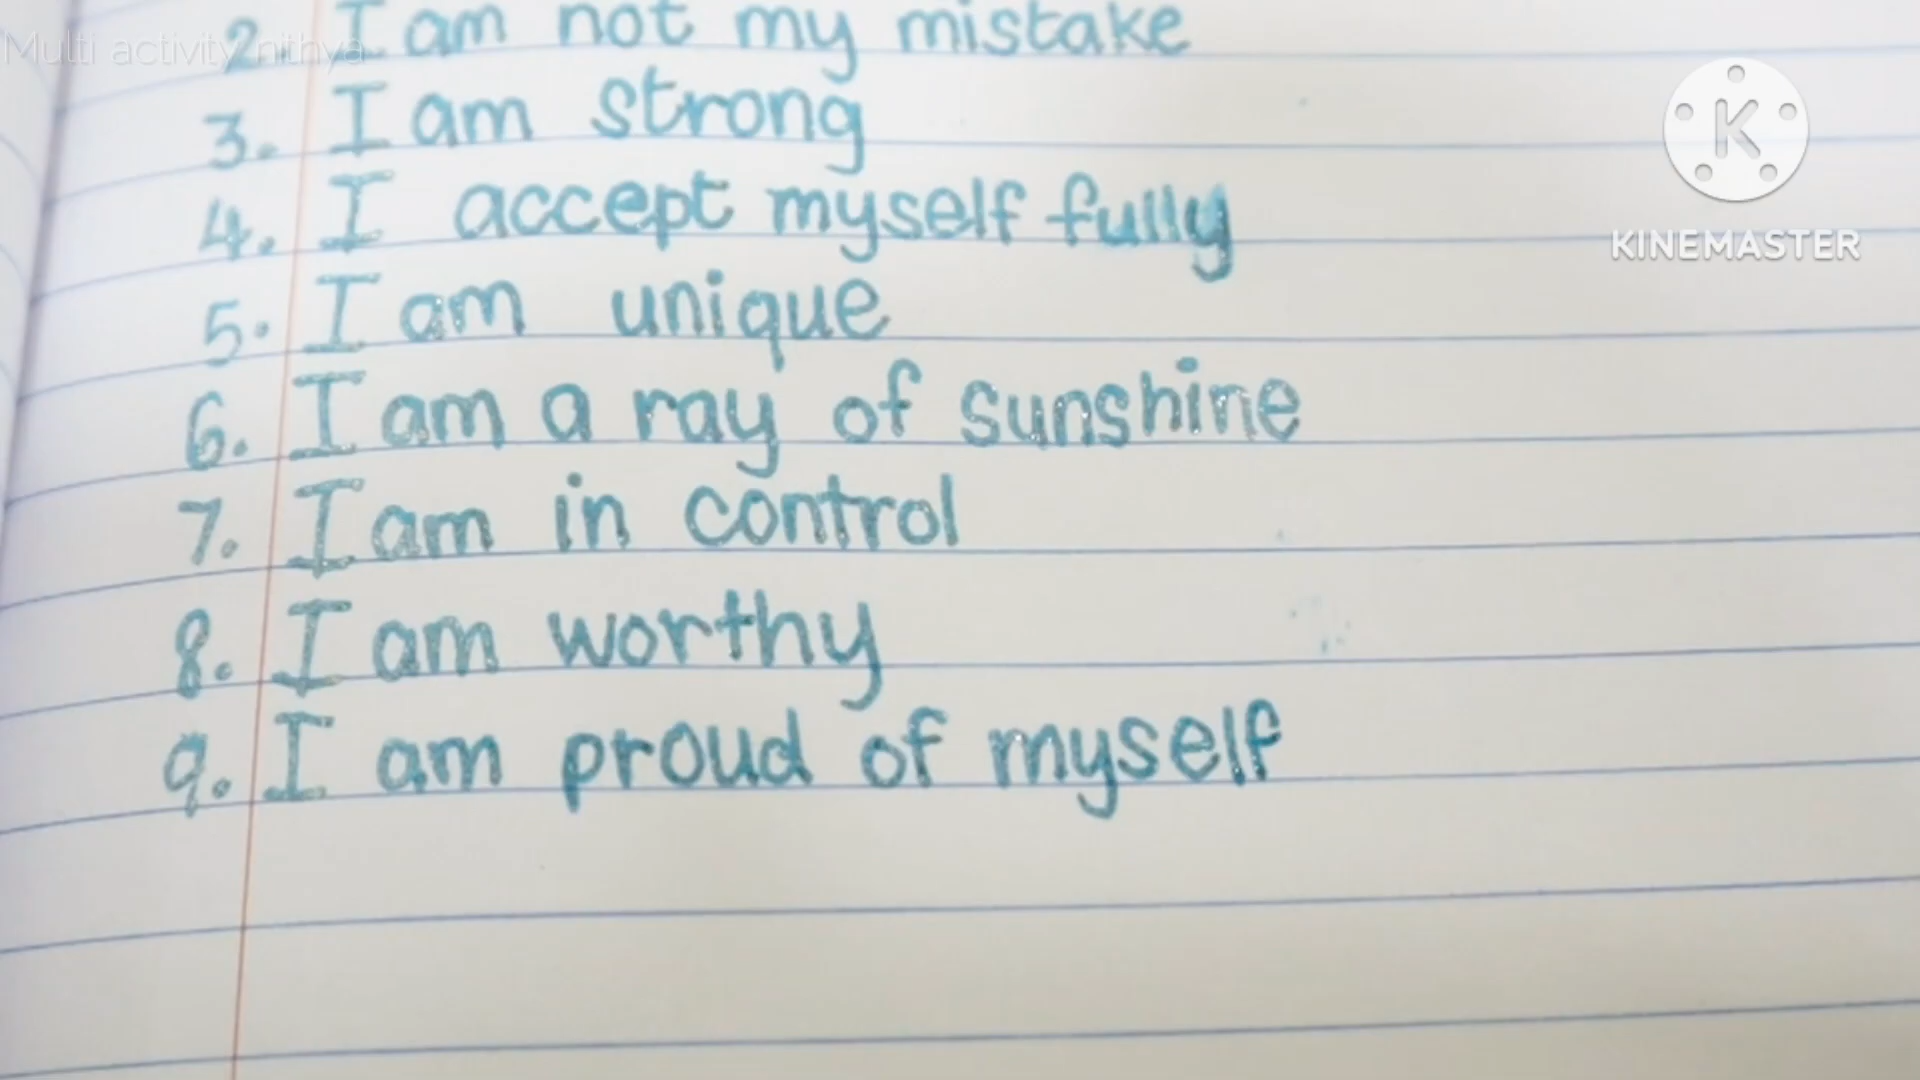 Multi activity nithya
2. I am not my mistake
3. I am strong
4. I accept myself fully
5. I am unique
6. I am a ray of sunshine
7. I am in control
8. I am worthy
9. I am proud of myself
K
KINEMASTER